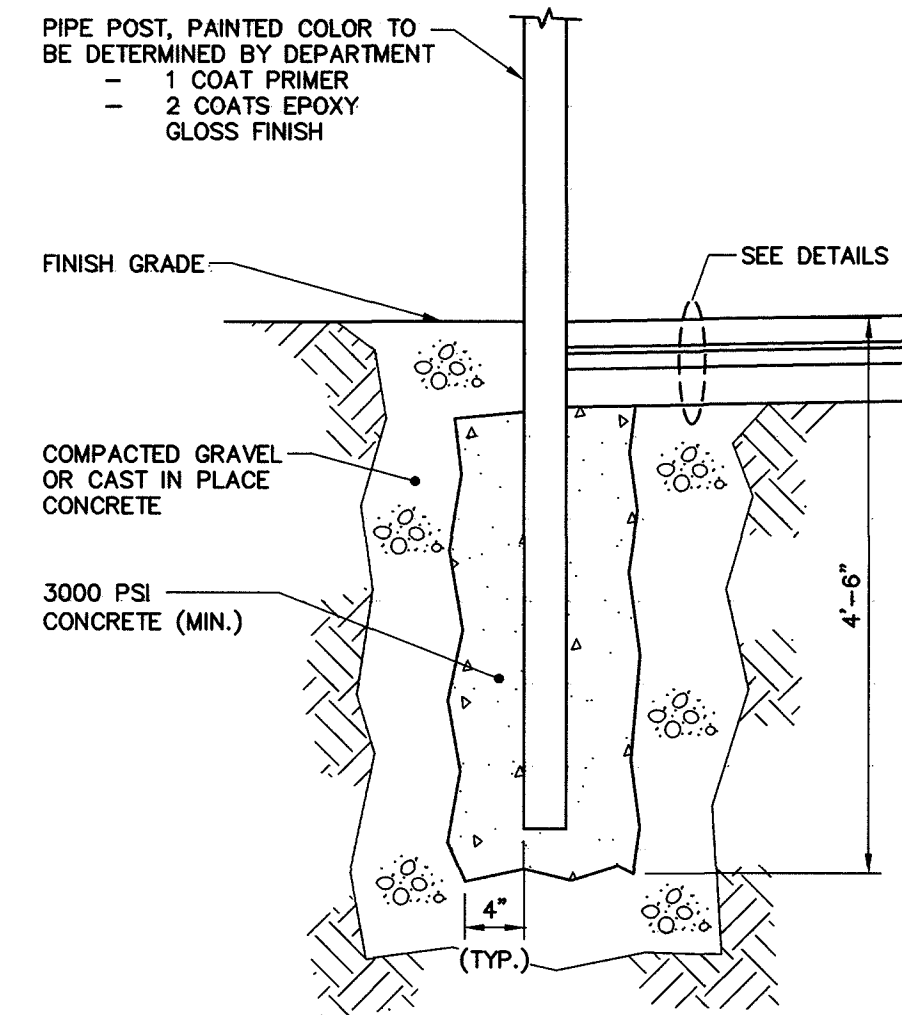 PIPE POST, PAINTED COLOR TO
BE DETERMINED BY DEPARTMENT
- 1 COAT PRIMER
- 2 COATS EPOXY
GLOSS FINISH
FINISH GRADE
SEE DETAILS
COMPACTED GRAVEL
OR CAST IN PLACE
CONCRETE
3000 PSI
CONCRETE (MIN.)
4'-6"
4"
(TYP.)